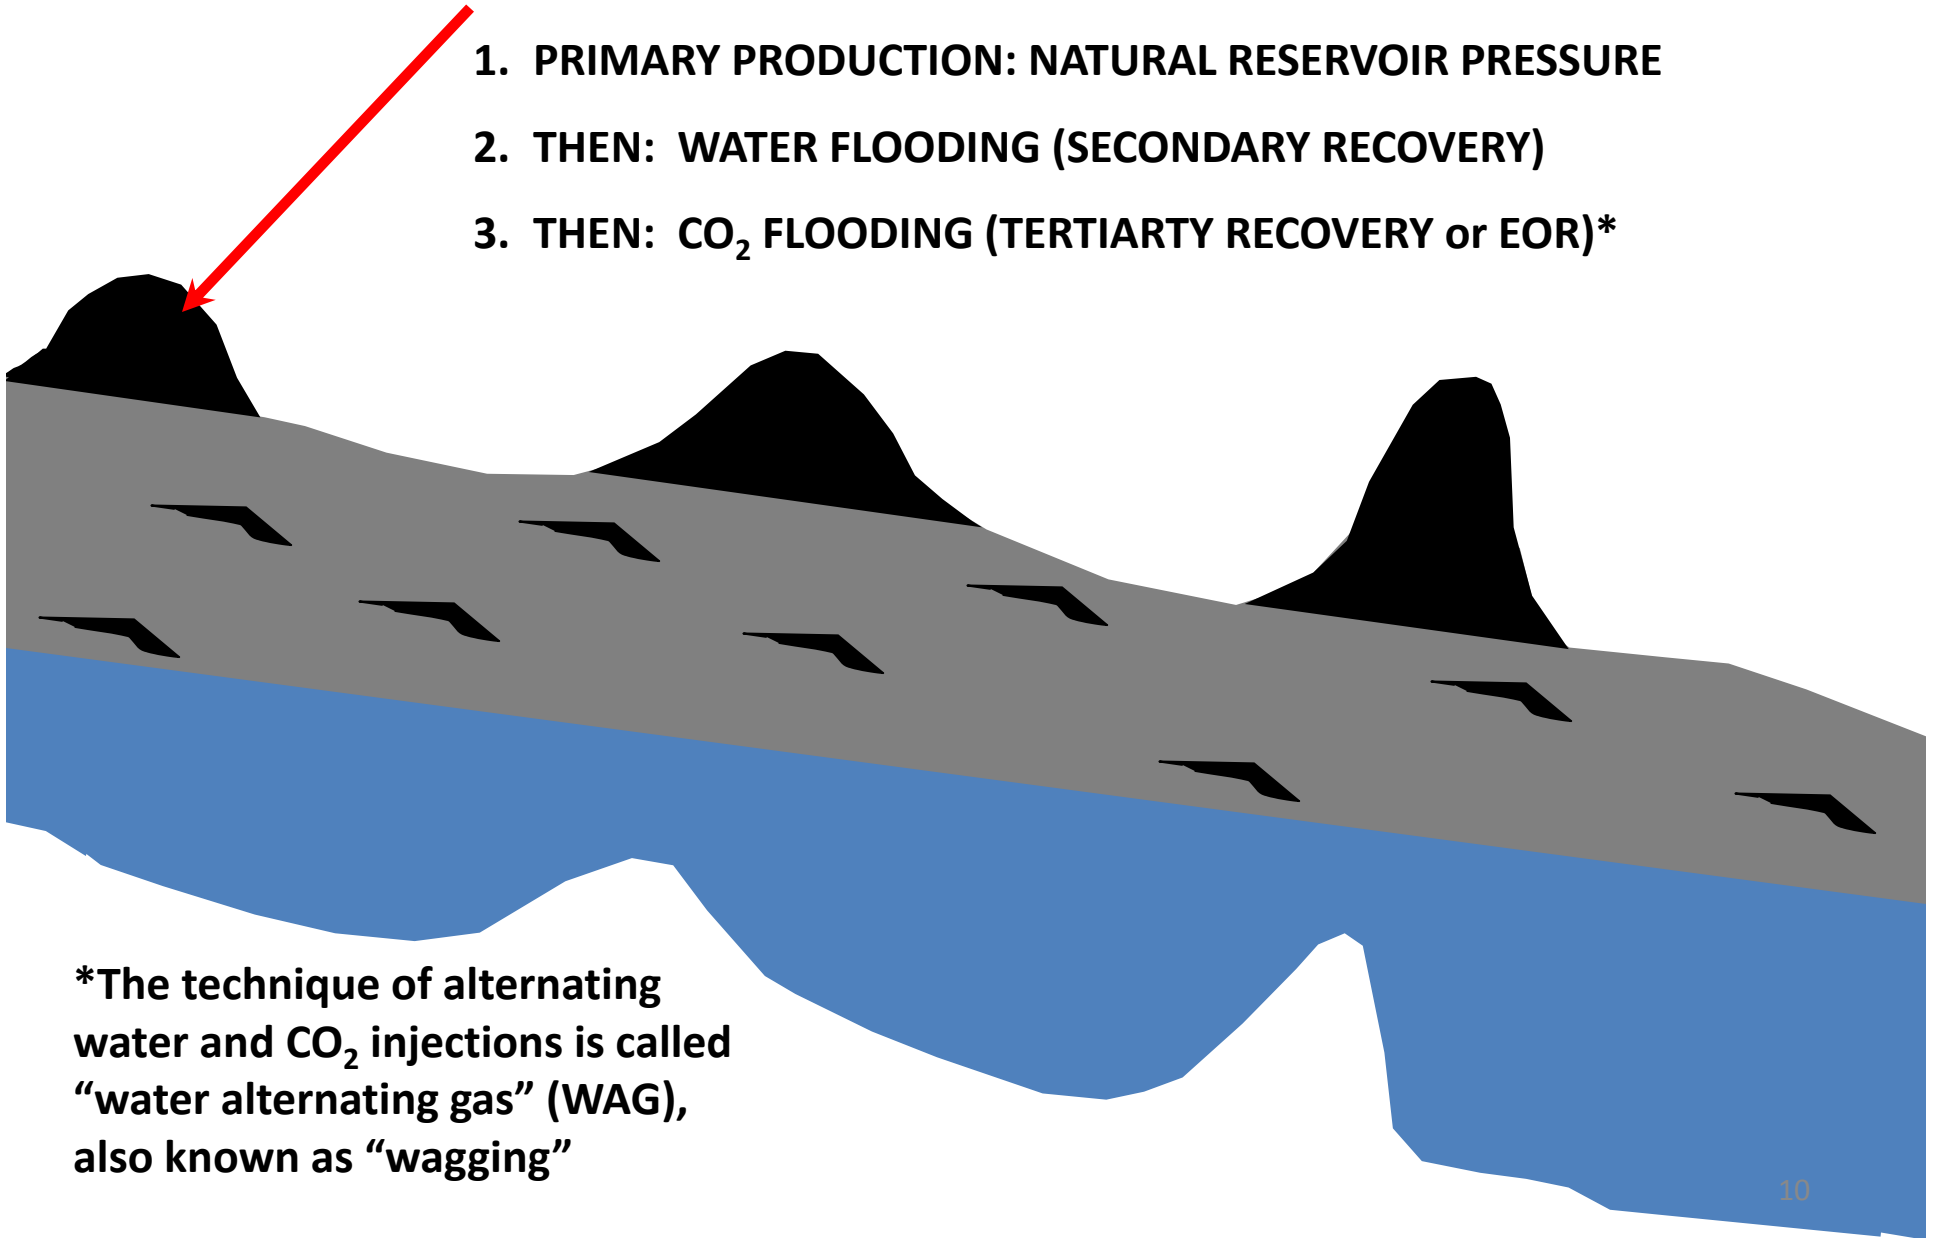 1. PRIMARY PRODUCTION: NATURAL RESERVOIR PRESSURE
2. THEN: WATER FLOODING (SECONDARY RECOVERY)
3. THEN: CO₂ FLOODING (TERTIARTY RECOVERY or EOR)*
*The technique of alternating
water and CO₂ injections is called
“water alternating gas” (WAG),
also known as “wagging”
10